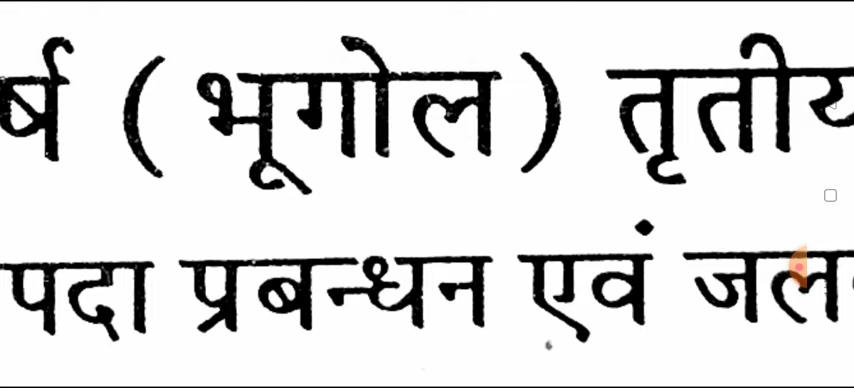 र्ष ( भूगोल ) तृतीय
पदा प्रबन्धन एवं जल